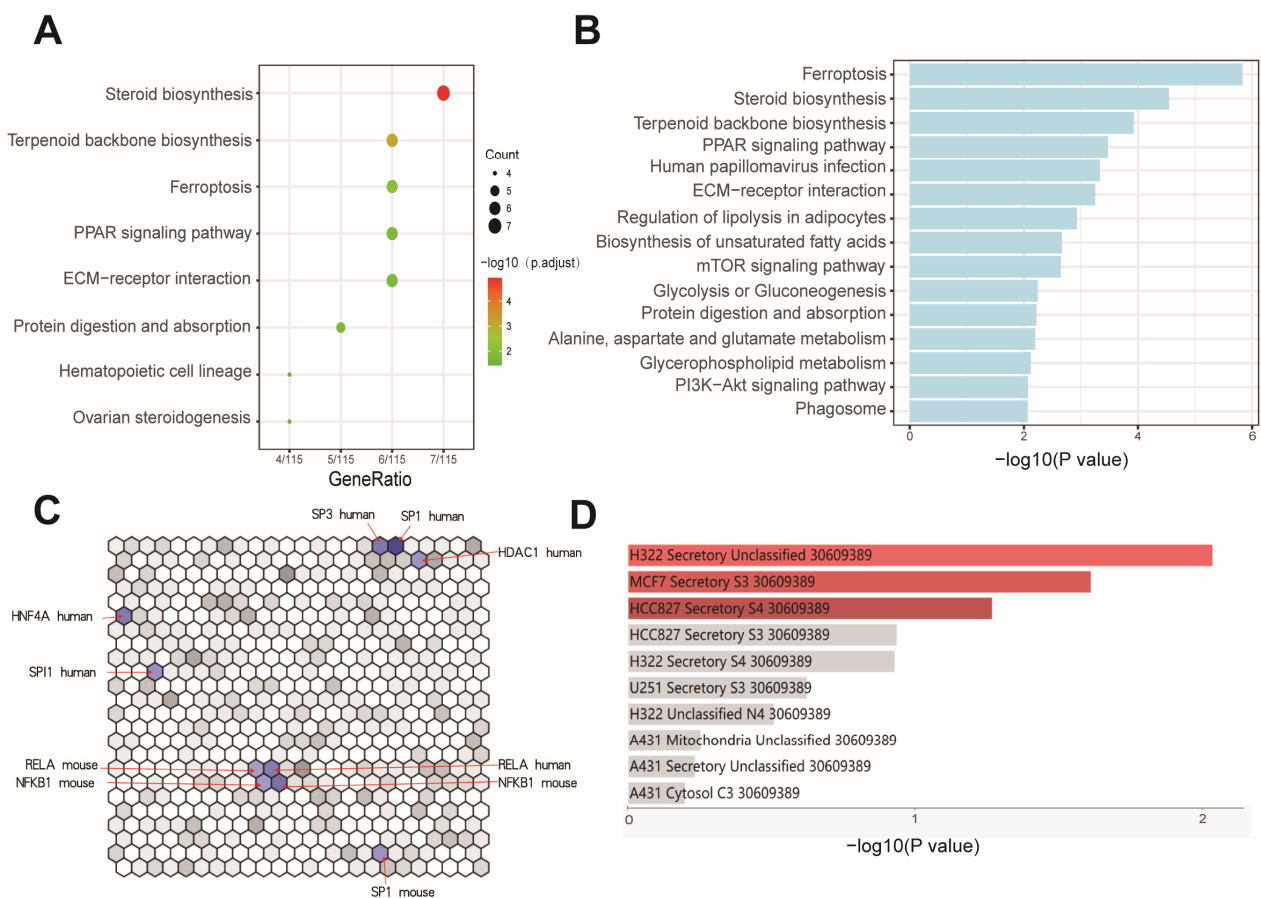 A
Steroid biosynthesis
Terpenoid backbone biosynthesis
Ferroptosis
PPAR signaling pathway
ECM−receptor interaction
Protein digestion and absorption
Hematopoietic cell lineage
Ovarian steroidogenesis
4/115 5/115 6/115 7/115
GeneRatio
Count
4
5
6
7
−log10 (p.adjust)
4
3
2
B
Ferroptosis
Steroid biosynthesis
Terpenoid backbone biosynthesis
PPAR signaling pathway
Human papillomavirus infection
ECM−receptor interaction
Regulation of lipolysis in adipocytes
Biosynthesis of unsaturated fatty acids
mTOR signaling pathway
Glycolysis or Gluconeogenesis
Protein digestion and absorption
Alanine, aspartate and glutamate metabolism
Glycerophospholipid metabolism
PI3K−Akt signaling pathway
Phagosome
0 2 4 6
−log10(P value)
C
SP3 human SP1 human
HDAC1 human
HNF4A human
SPI1 human
RELA mouse RELA human
NFKB1 mouse NFKB1 mouse
SP1 mouse
D
H322 Secretory Unclassified 30609389
MCF7 Secretory S3 30609389
HCC827 Secretory S4 30609389
HCC827 Secretory S3 30609389
H322 Secretory S4 30609389
U251 Secretory S3 30609389
H322 Unclassified N4 30609389
A431 Mitochondria Unclassified 30609389
A431 Secretory Unclassified 30609389
A431 Cytosol C3 30609389
0 1 2
−log10(P value)